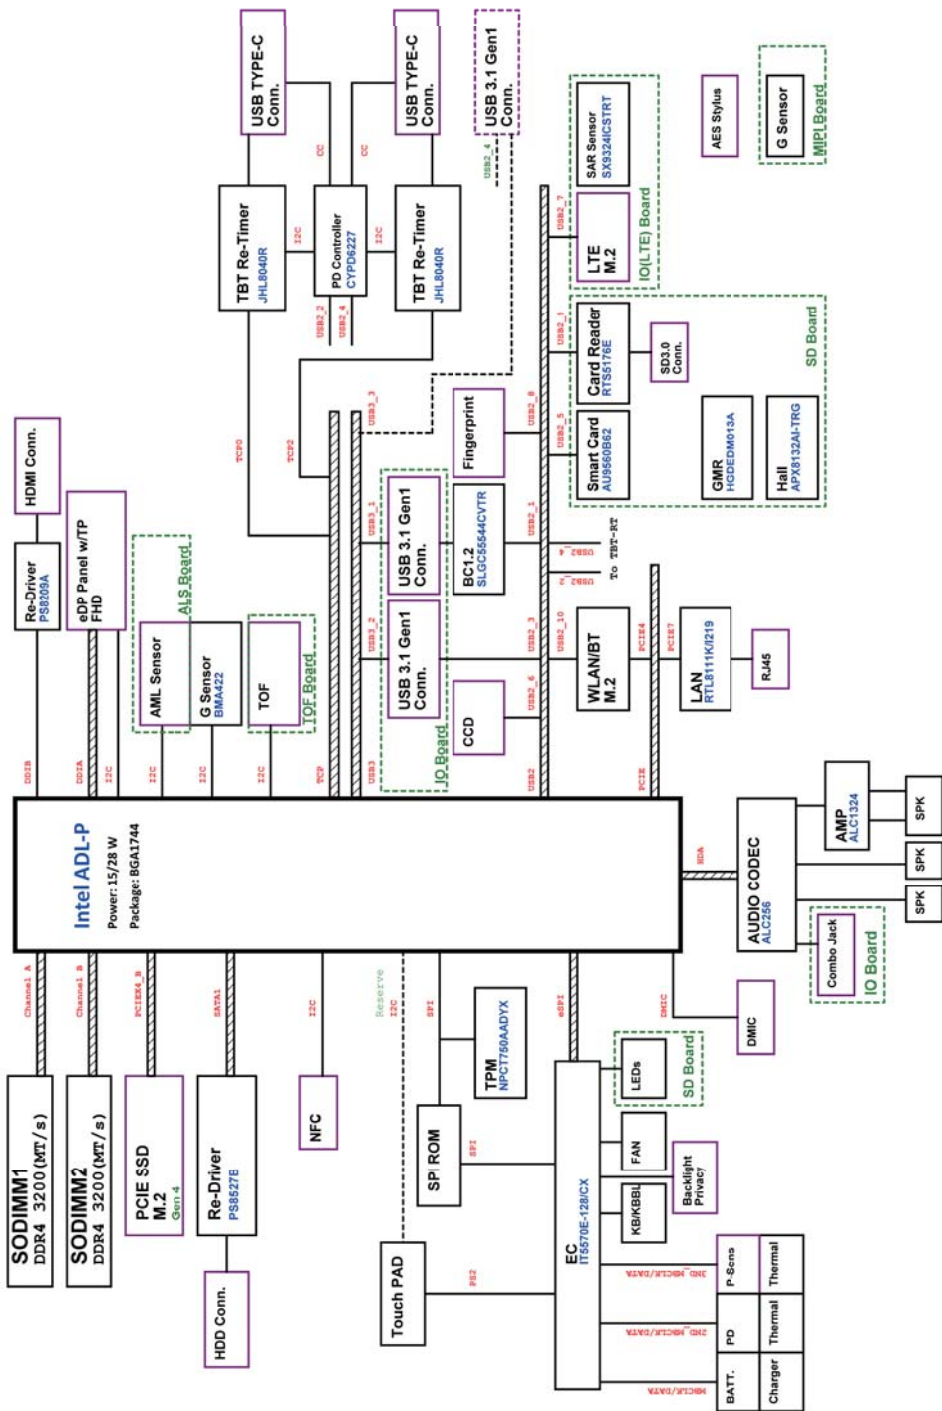 USB TYPE-C
Conn.
USB TYPE-C
Conn.
USB 3.1 Gen1
Conn.
CC
CC
USB2_4
TBT Re-Timer
JHL8040R
I2C
PD Controller
CYPD6227
I2C
TBT Re-Timer
JHL8040R
USB2_2
USB2_4
SAR Sensor
SX9324ICSTRT
LTE
M.2
IO(LTE) Board
USB2_7
AES Stylus
G Sensor
MIPI Board
HDMI Conn.
Re-Driver
PS8209A
eDP Panel w/TP
FHD
TCP0
TCP2
USB3_3
Fingerprint
USB2_8
Card Reader
RTS5176E
SD3.0
Conn.
SD Board
Smart Card
AU9560B62
USB2_5
GMR
HGDEDM013A
Hall
APX8132AI-TRG
ALS Board
AML Sensor
G Sensor
BMA422
TOF
TOF Board
USB3_1
USB 3.1 Gen1
Conn.
BC1.2
SLGC55544CVTR
USB2_1
USB2_4
USB2_2
To TBT-RT
USB3_2
USB 3.1 Gen1
Conn.
IO Board
USB2_3
USB2_10
CCD
USB2_6
WLAN/BT
M.2
PCIE4
PCIE7
LAN
RTL8111K/I219
RJ45
DDIB
DDIA
I2C
I2C
I2C
I2C
TCP
USB3
USB2
PCIE
Intel ADL-P
Power: 15/28 W
Package: BGA1744
HDA
AUDIO CODEC
ALC256
AMP
ALC1324
SPK
SPK
SPK
Combo Jack
IO Board
Channel A
Channel B
PCIEX4_B
SATA1
I2C
Reserve
I2C
SPI
eSPI
DMIC
DMIC
SODIMM1
DDR4 3200(MT/s)
SODIMM2
DDR4 3200(MT/s)
PCIE SSD
M.2
Gen 4
Re-Driver
PS8527E
HDD Conn.
NFC
TPM
NPCT750AADYX
SPI ROM
SPI
Touch PAD
PS2
EC
IT5570E-128/CX
LEDs
SD Board
FAN
KB/KBBL
Backlight
Privacy
3ND_MBCLK/DATA
2ND_MBCLK/DATA
MBCLK/DATA
P-Sens
Thermal
PD
Thermal
BATT.
Charger